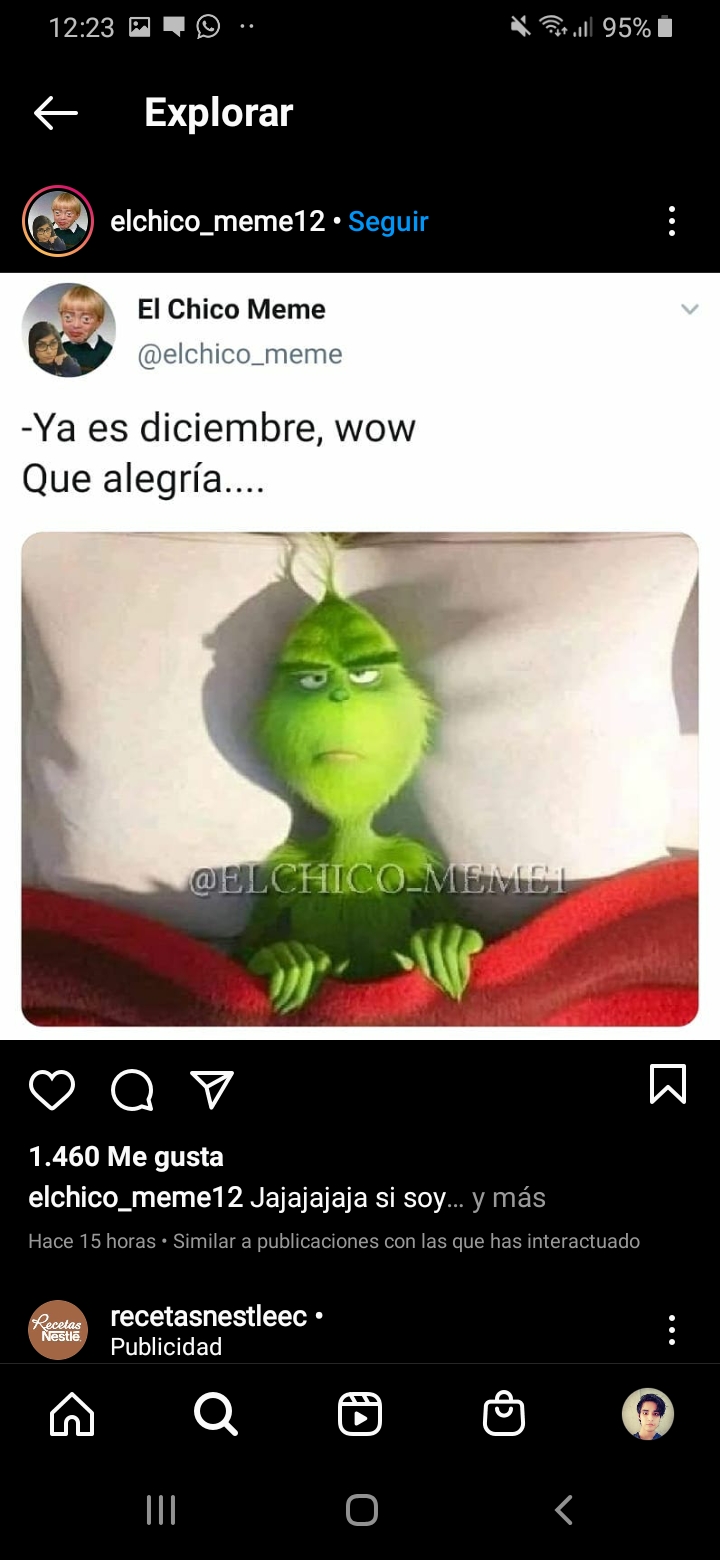 12:23
95%
Explorar
elchico_meme12 • Seguir
El Chico Meme
@elchico_meme
-Ya es diciembre, wow
Que alegría....
@ELCHICO_MEME1
1.460 Me gusta
elchico_meme12 Jajajajaja si soy... y más
Hace 15 horas • Similar a publicaciones con las que has interactuado
Recetas
Nestlé
recetasnestleec •
Publicidad